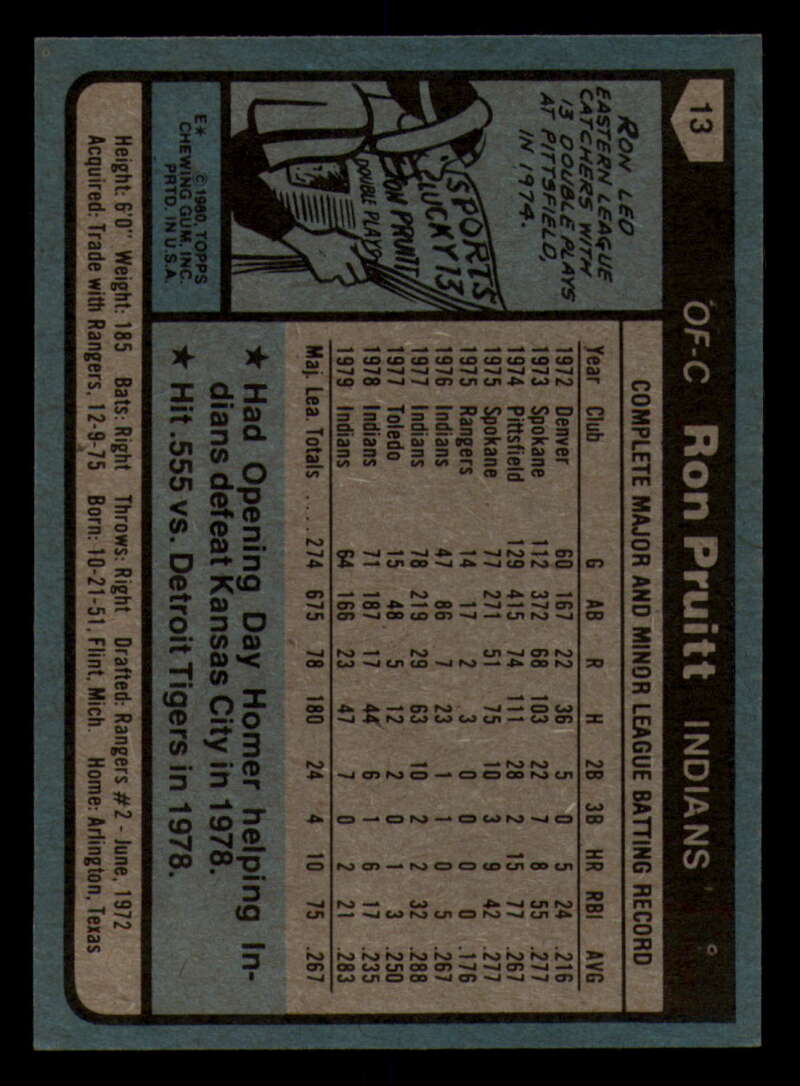 13 OF-C Ron Pruitt INDIANS
RON LED
EASTERN LEAGUE
CATCHERS WITH
13 DOUBLE PLAYS
AT PITTSFIELD,
IN 1974.
SPORTS
LUCKY 13
RON PRUITT
DOUBLE PLAYS
E* © 1980 TOPPS
CHEWING GUM, INC.
PRTD. IN U.S.A.
COMPLETE MAJOR AND MINOR LEAGUE BATTING RECORD
Year Club G AB R H 2B 3B HR RBI AVG
1972 Denver 60 167 22 36 5 0 5 24 .216
1973 Spokane 112 372 68 103 22 7 8 55 .277
1974 Pittsfield 129 415 74 111 28 2 15 77 .267
1975 Spokane 77 271 51 75 10 3 9 42 .277
1975 Rangers 14 17 2 3 0 0 0 0 .176
1976 Indians 47 86 7 23 1 1 0 5 .267
1977 Indians 78 219 29 63 10 2 2 32 .288
1977 Toledo 15 48 5 12 2 0 1 3 .250
1978 Indians 71 187 17 44 6 1 6 17 .235
1979 Indians 64 166 23 47 7 0 2 21 .283
Maj. Lea. Totals .... 274 675 78 180 24 4 10 75 .267
★ Had Opening Day Homer helping In-
dians defeat Kansas City in 1978.
★ Hit .555 vs. Detroit Tigers in 1978.
Height: 6'0" Weight: 185 Bats: Right Throws: Right Drafted: Rangers #2 - June, 1972
Acquired: Trade with Rangers, 12-9-75 Born: 10-21-51, Flint, Mich. Home: Arlington, Texas